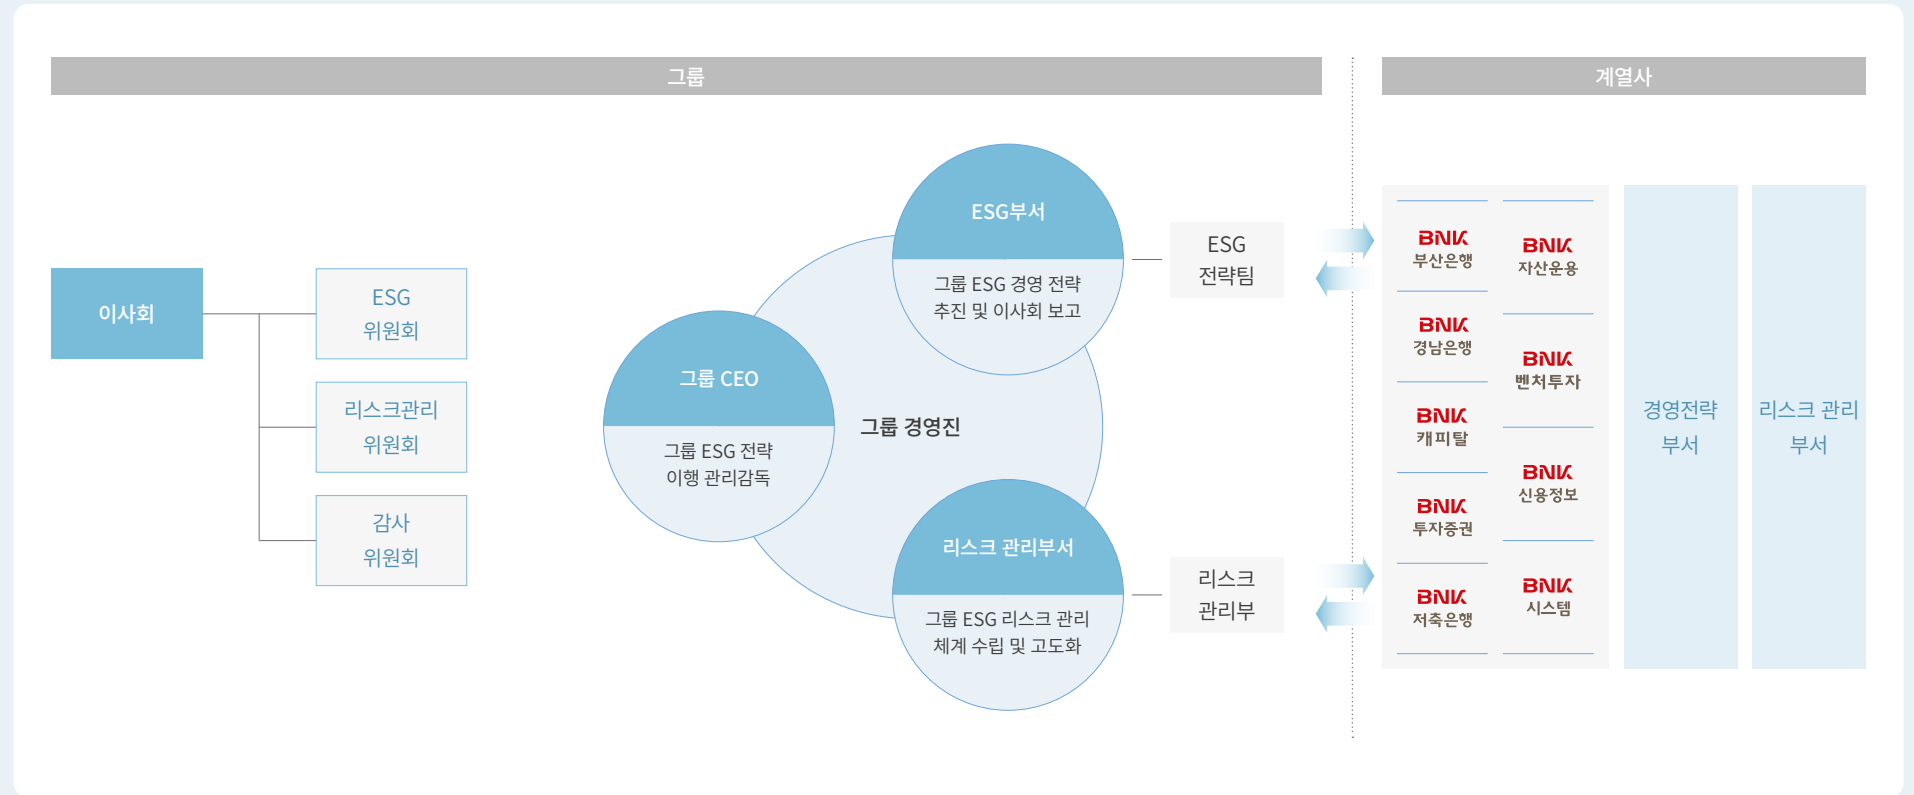 그룹
계열사
이사회
ESG
위원회
리스크관리
위원회
감사
위원회
그룹 CEO
그룹 ESG 전략
이행 관리감독
그룹 경영진
ESG부서
그룹 ESG 경영 전략
추진 및 이사회 보고
리스크 관리부서
그룹 ESG 리스크 관리
체계 수립 및 고도화
ESG
전략팀
리스크
관리부
BNK
부산은행
BNK
경남은행
BNK
캐피탈
BNK
투자증권
BNK
저축은행
BNK
자산운용
BNK
벤처투자
BNK
신용정보
BNK
시스템
경영전략
부서
리스크 관리
부서